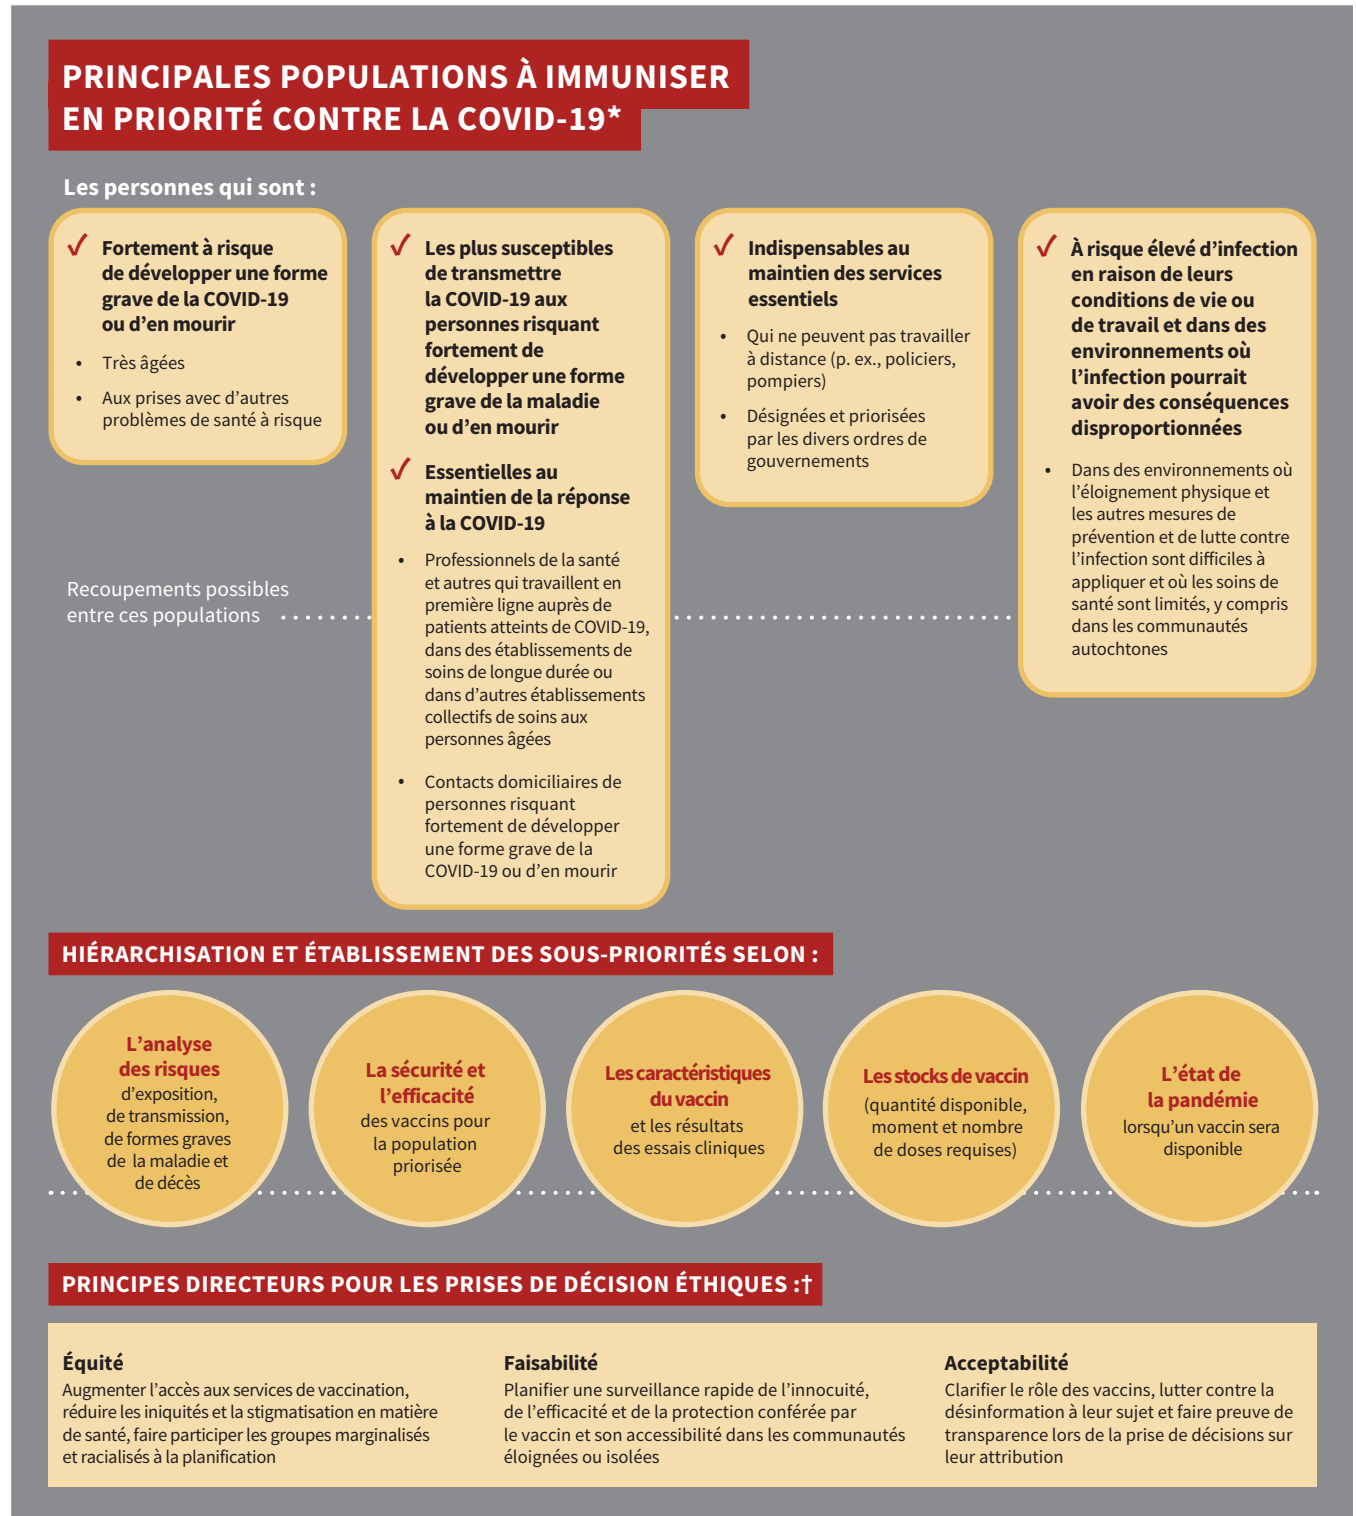 PRINCIPALES POPULATIONS À IMMUNISER
EN PRIORITÉ CONTRE LA COVID-19*
Les personnes qui sont :
✓ Fortement à risque
de développer une forme
grave de la COVID-19
ou d'en mourir
• Très âgées
• Aux prises avec d'autres
problèmes de santé à risque
✓ Les plus susceptibles
de transmettre
la COVID-19 aux
personnes risquant
fortement de
développer une forme
grave de la maladie
ou d'en mourir
✓ Essentielles au
maintien de la réponse
à la COVID-19
• Professionnels de la santé
et autres qui travaillent en
première ligne auprès de
patients atteints de COVID-19,
dans des établissements de
soins de longue durée ou
dans d'autres établissements
collectifs de soins aux
personnes âgées
• Contacts domiciliaires de
personnes risquant
fortement de développer
une forme grave de la
COVID-19 ou d'en mourir
✓ Indispensables au
maintien des services
essentiels
• Qui ne peuvent pas travailler
à distance (p. ex., policiers,
pompiers)
• Désignées et priorisées
par les divers ordres de
gouvernements
✓ À risque élevé d'infection
en raison de leurs
conditions de vie ou
de travail et dans des
environnements où
l'infection pourrait
avoir des conséquences
disproportionnées
• Dans des environnements où
l'éloignement physique et
les autres mesures de
prévention et de lutte contre
l'infection sont difficiles à
appliquer et où les soins de
santé sont limités, y compris
dans les communautés
autochtones
Recoupements possibles
entre ces populations
HIÉRARCHISATION ET ÉTABLISSEMENT DES SOUS-PRIORITÉS SELON :
L'analyse
des risques
d'exposition,
de transmission,
de formes graves
de la maladie et
de décès
La sécurité et
l'efficacité
des vaccins pour
la population
priorisée
Les caractéristiques
du vaccin
et les résultats
des essais cliniques
Les stocks de vaccin
(quantité disponible,
moment et nombre
de doses requises)
L'état de
la pandémie
lorsqu'un vaccin sera
disponible
PRINCIPES DIRECTEURS POUR LES PRISES DE DÉCISION ÉTHIQUES :†
Équité
Augmenter l'accès aux services de vaccination,
réduire les iniquités et la stigmatisation en matière
de santé, faire participer les groupes marginalisés
et racialisés à la planification
Faisabilité
Planifier une surveillance rapide de l'innocuité,
de l'efficacité et de la protection conférée par
le vaccin et son accessibilité dans les communautés
éloignées ou isolées
Acceptabilité
Clarifier le rôle des vaccins, lutter contre la
désinformation à leur sujet et faire preuve de
transparence lors de la prise de décisions sur
leur attribution